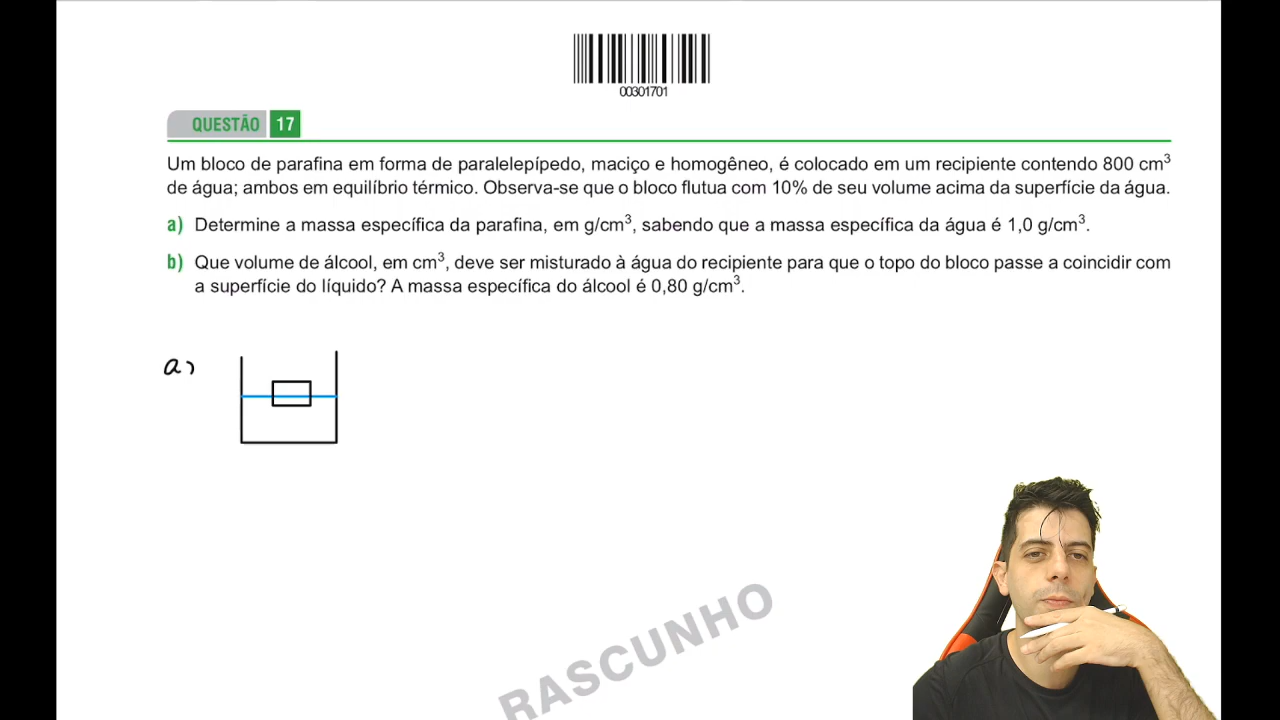 00301701
QUESTÃO 17
Um bloco de parafina em forma de paralelepípedo, maciço e homogêneo, é colocado em um recipiente contendo 800 cm³
de água; ambos em equilíbrio térmico. Observa-se que o bloco flutua com 10% de seu volume acima da superfície da água.
a) Determine a massa específica da parafina, em g/cm³, sabendo que a massa específica da água é 1,0 g/cm³.
b) Que volume de álcool, em cm³, deve ser misturado à água do recipiente para que o topo do bloco passe a coincidir com
a superfície do líquido? A massa específica do álcool é 0,80 g/cm³.
a)
RASCUNHO